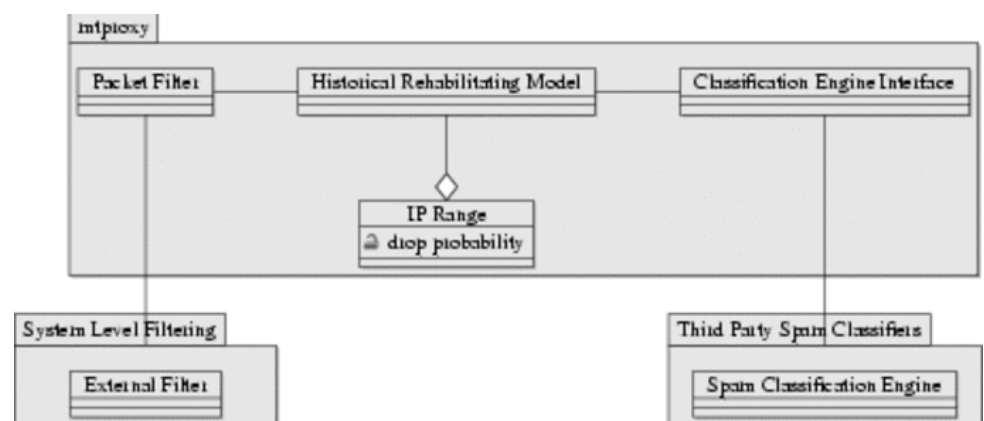 mtproxy
Packet Filter
Historical Rehabilitating Model
Classification Engine Interface
IP Range
drop probability
System Level Filtering
Third Party Spam Classifiers
External Filter
Spam Classification Engine